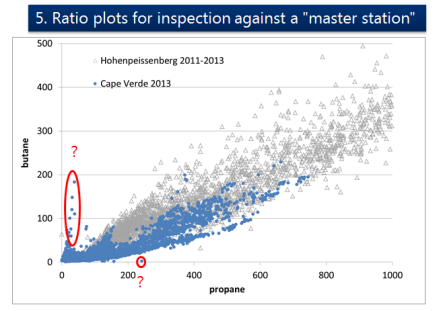 5. Ratio plots for inspection against a "master station"
500
400
300
200
100
0
butane
Hohenpeissenberg 2011-2013
Cape Verde 2013
?
?
0 200 400 600 800 1000
propane